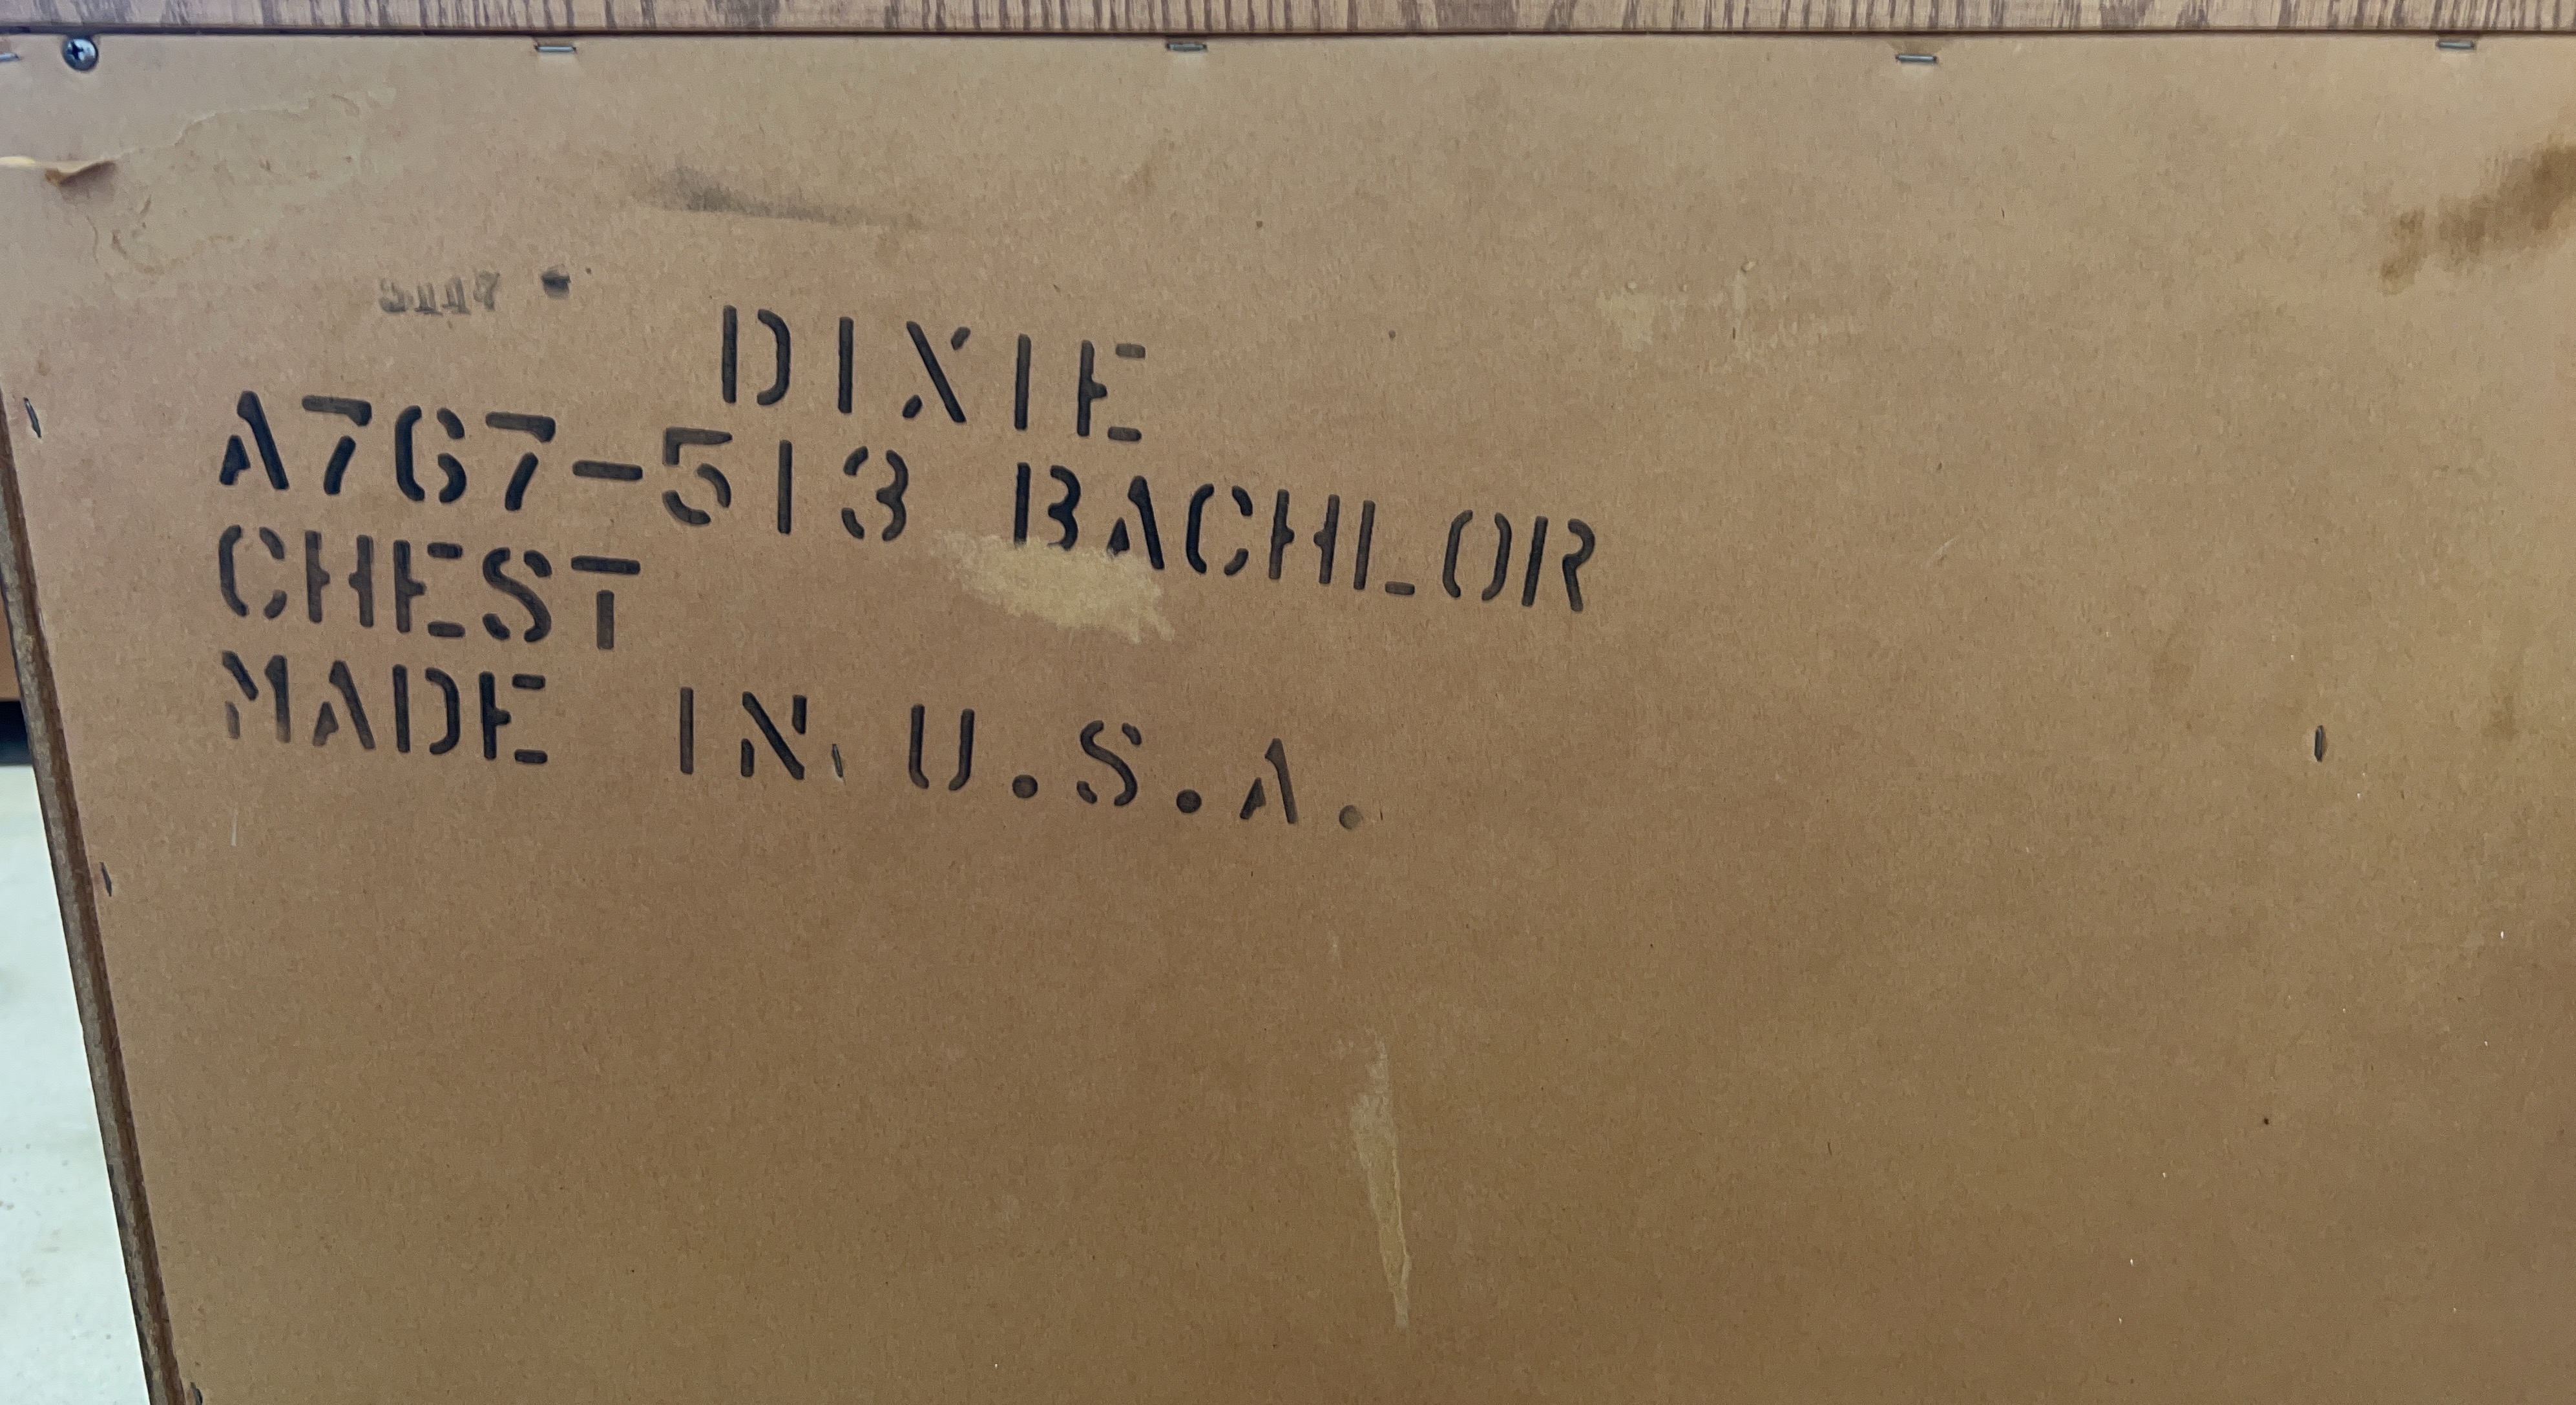 DIXIE
A767-513 BACHLOR
CHEST
MADE IN U.S.A.